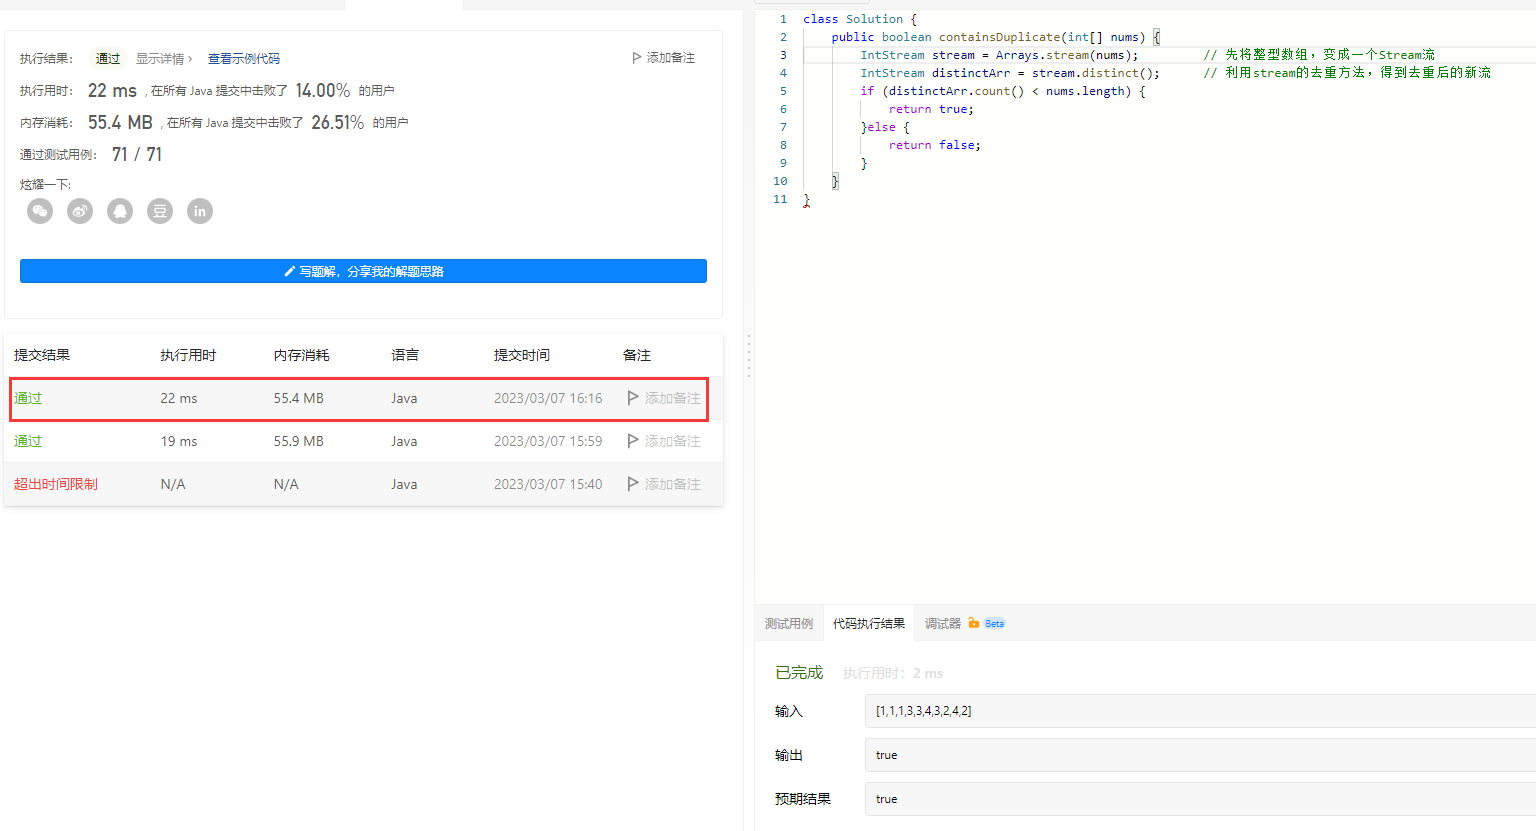 执行结果： 通过 显示详情 › 查看示例代码 添加备注
执行用时： 22 ms , 在所有 Java 提交中击败了 14.00% 的用户
内存消耗： 55.4 MB , 在所有 Java 提交中击败了 26.51% 的用户
通过测试用例： 71 / 71
炫耀一下:
豆 in
写题解，分享我的解题思路
提交结果 执行用时 内存消耗 语言 提交时间 备注
通过 22 ms 55.4 MB Java 2023/03/07 16:16 添加备注
通过 19 ms 55.9 MB Java 2023/03/07 15:59 添加备注
超出时间限制 N/A N/A Java 2023/03/07 15:40 添加备注
1 class Solution {
2 public boolean containsDuplicate(int[] nums) {
3 IntStream stream = Arrays.stream(nums); // 先将整型数组，变成一个Stream流
4 IntStream distinctArr = stream.distinct(); // 利用stream的去重方法，得到去重后的新流
5 if (distinctArr.count() < nums.length) {
6 return true;
7 }else {
8 return false;
9 }
10 }
11 }
测试用例 代码执行结果 调试器 Beta
已完成 执行用时：2 ms
输入 [1,1,1,3,3,4,3,2,4,2]
输出 true
预期结果 true